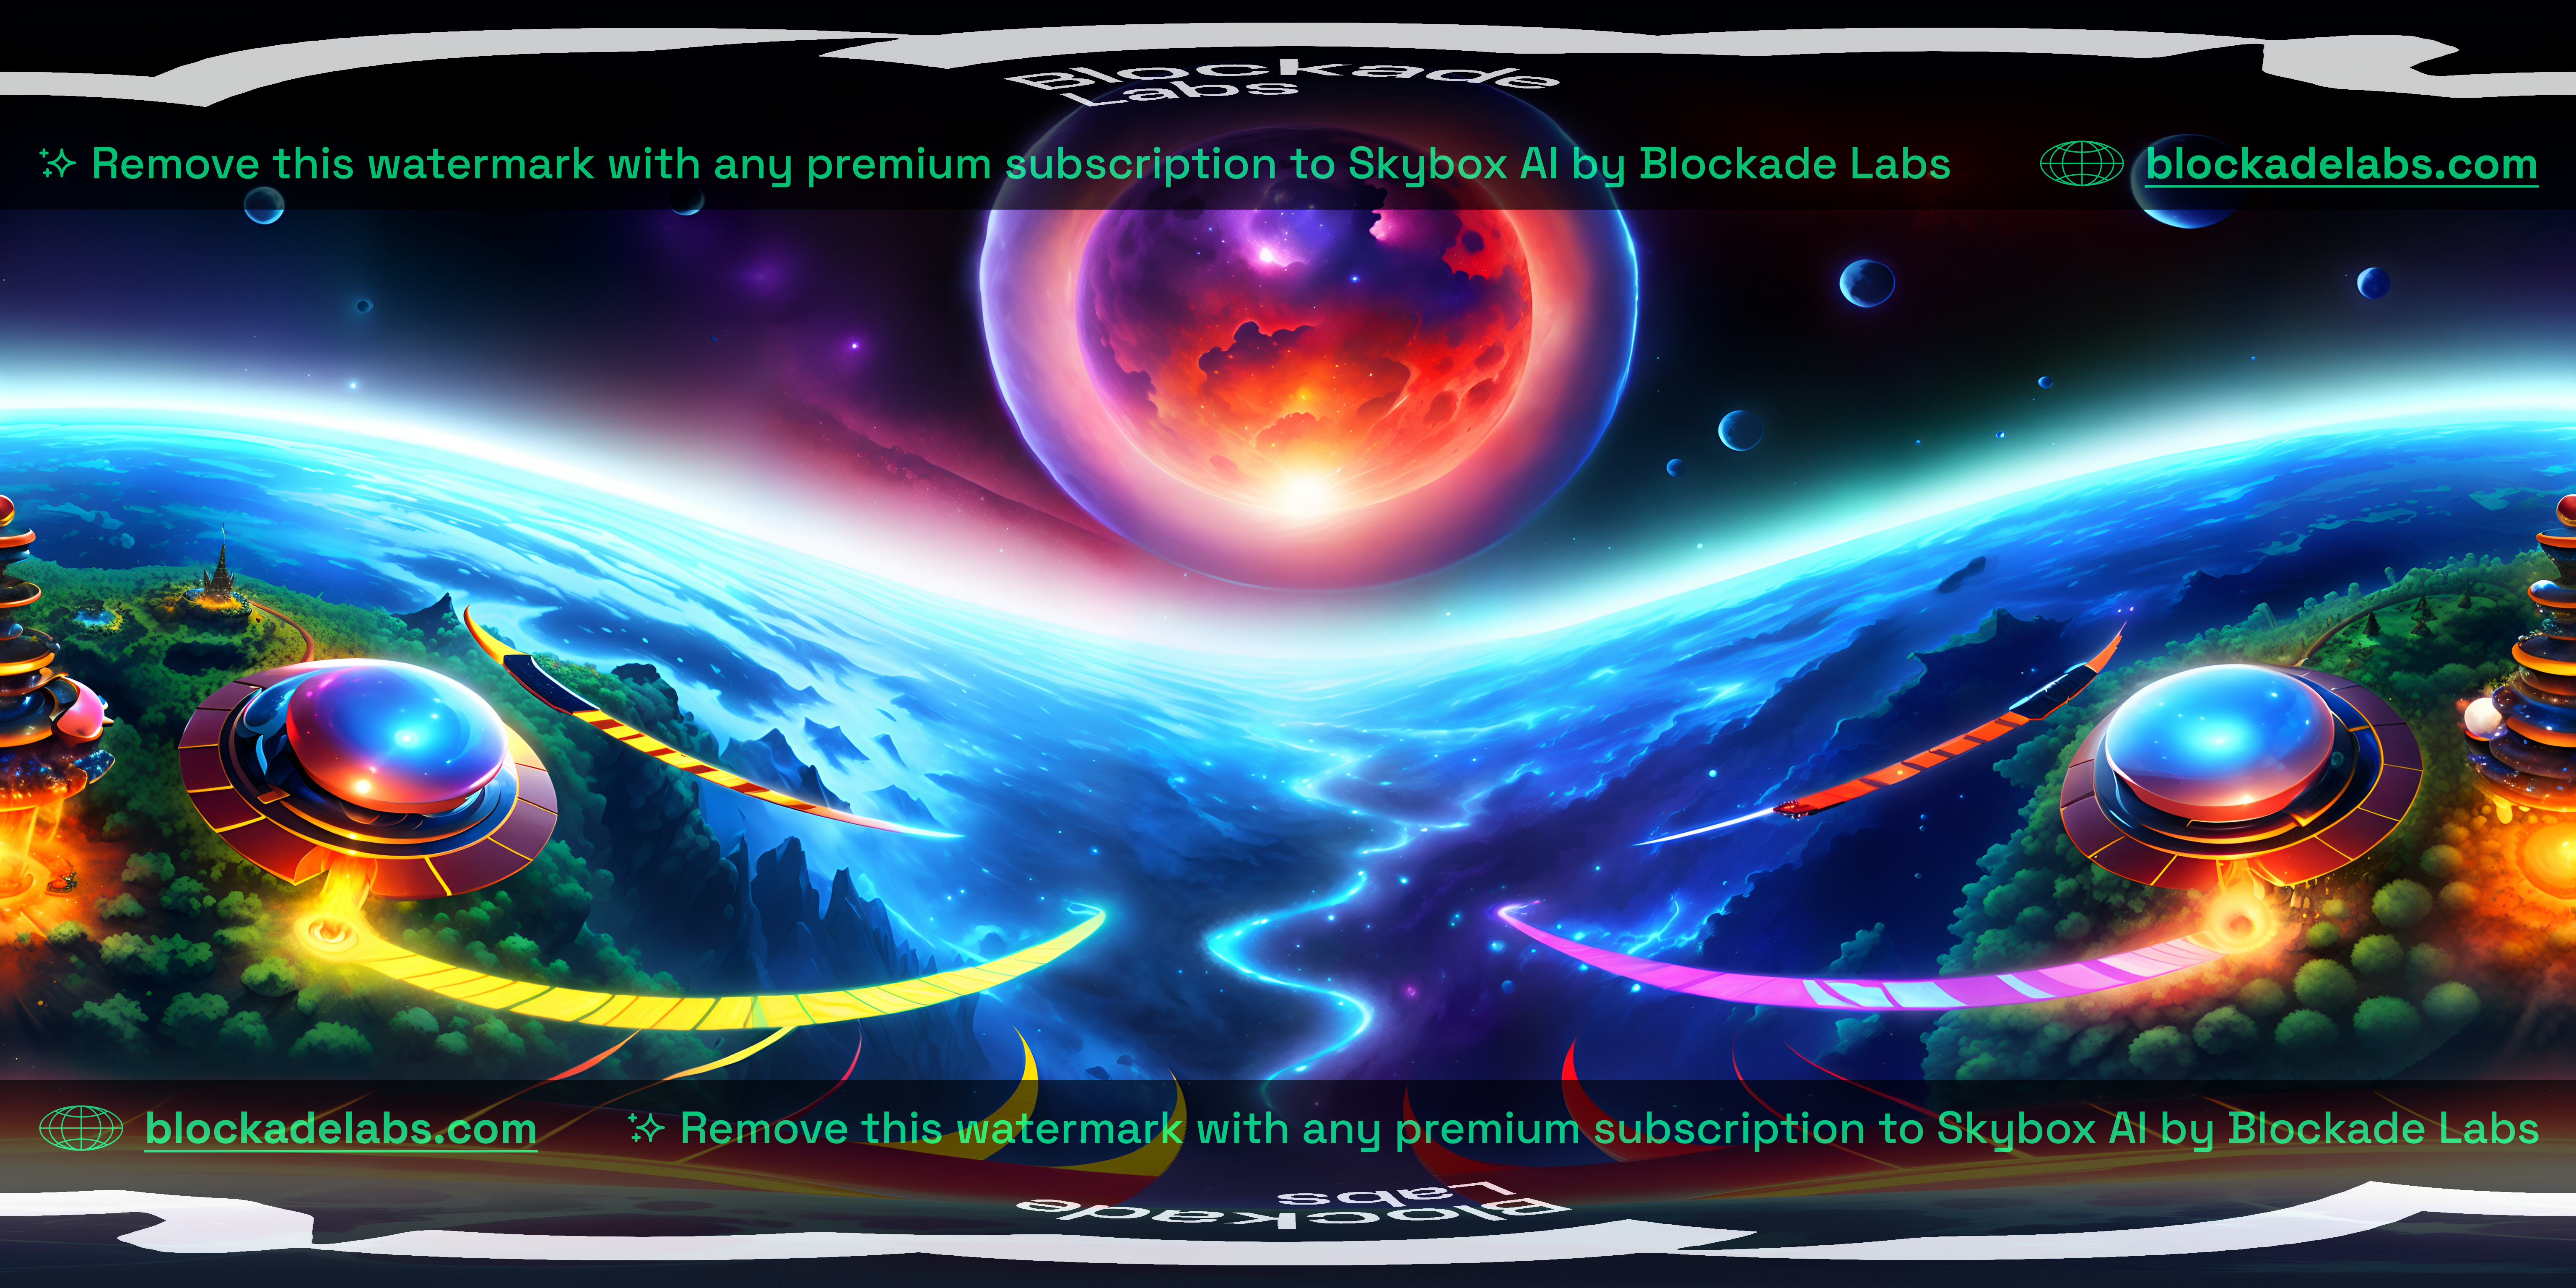 Blockade
Labs
Remove this watermark with any premium subscription to Skybox AI by Blockade Labs
blockadelabs.com
blockadelabs.com
Remove this watermark with any premium subscription to Skybox AI by Blockade Labs
Labs
Blockade